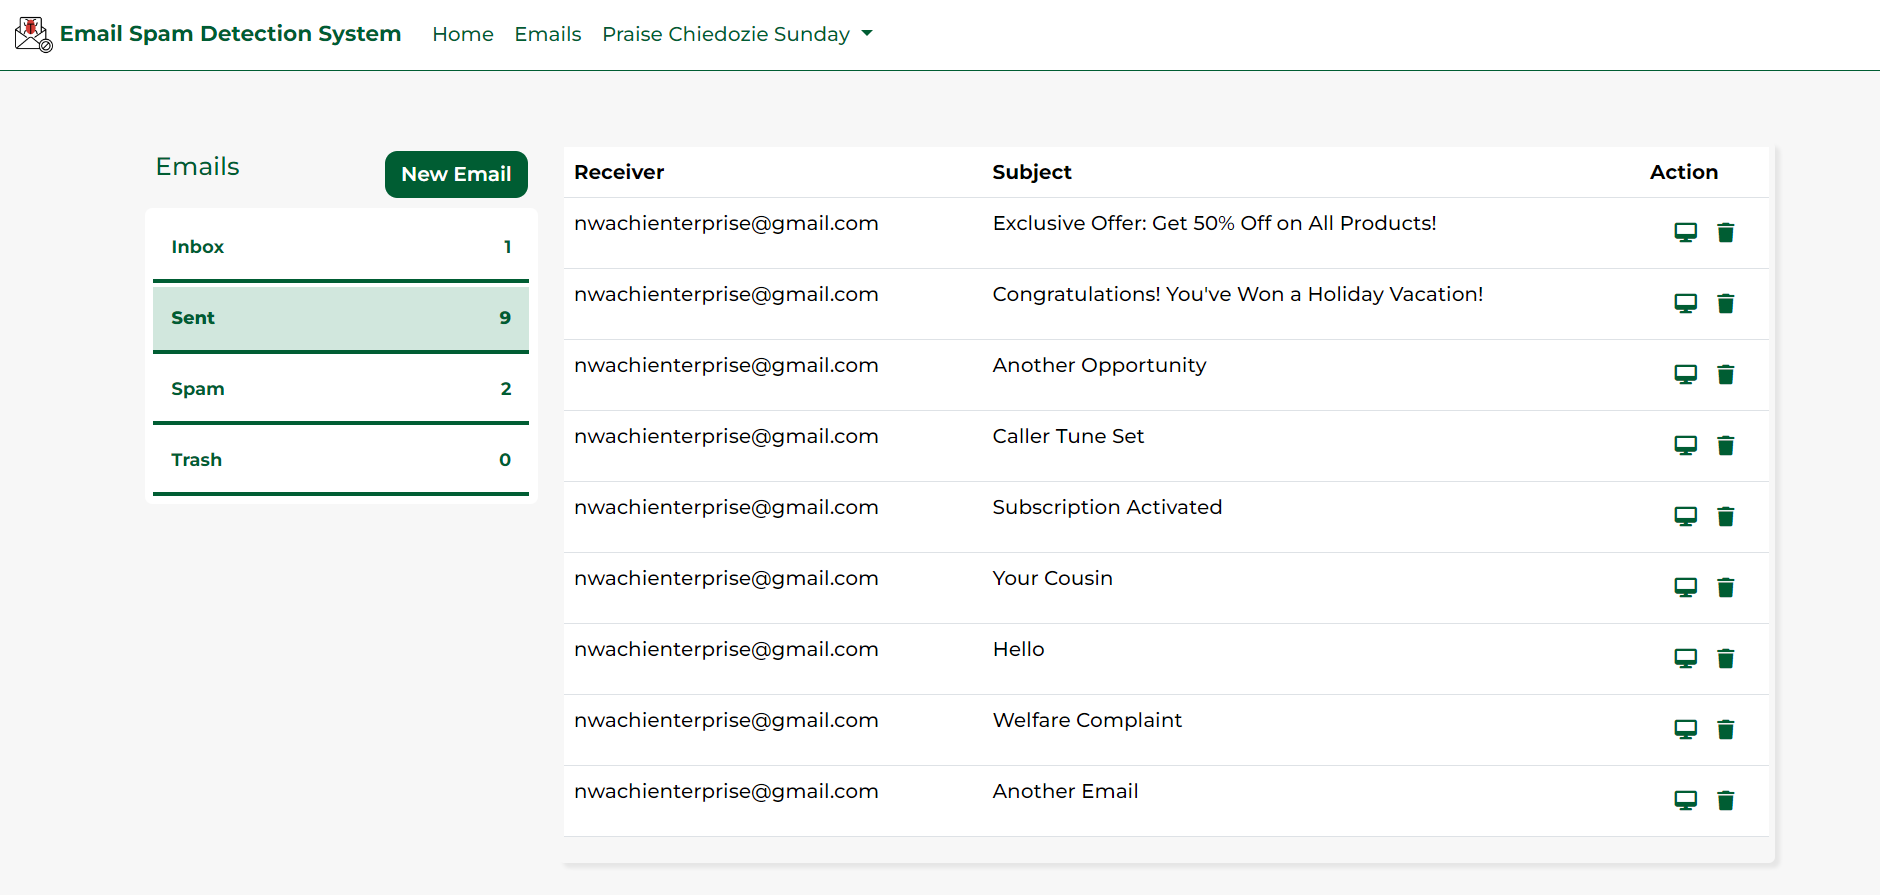 Email Spam Detection System Home Emails Praise Chiedozie Sunday
Emails New Email
Inbox 1
Sent 9
Spam 2
Trash 0
Receiver Subject Action
nwachienterprise@gmail.com Exclusive Offer: Get 50% Off on All Products!
nwachienterprise@gmail.com Congratulations! You've Won a Holiday Vacation!
nwachienterprise@gmail.com Another Opportunity
nwachienterprise@gmail.com Caller Tune Set
nwachienterprise@gmail.com Subscription Activated
nwachienterprise@gmail.com Your Cousin
nwachienterprise@gmail.com Hello
nwachienterprise@gmail.com Welfare Complaint
nwachienterprise@gmail.com Another Email